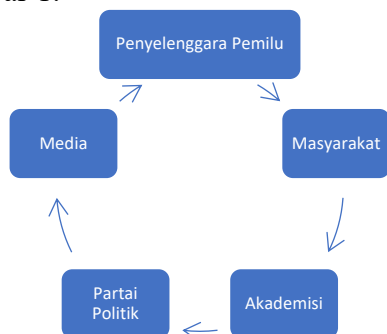 Penyelenggara Pemilu
Masyarakat
Akademisi
Partai
Politik
Media